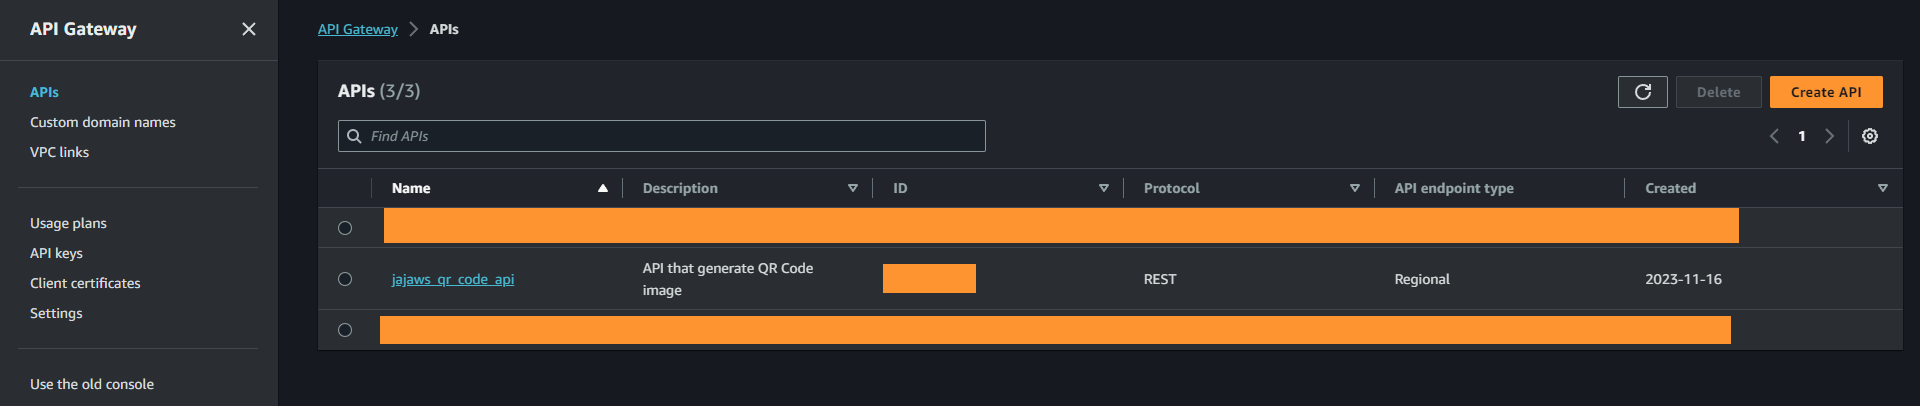 API Gateway
APIs
Custom domain names
VPC links
Usage plans
API keys
Client certificates
Settings
Use the old console
API Gateway > APIs
APIs (3/3)
Delete
Create API
Find APIs
1
Name Description ID Protocol API endpoint type Created
jajaws_qr_code_api API that generate QR Code REST Regional 2023-11-16
image